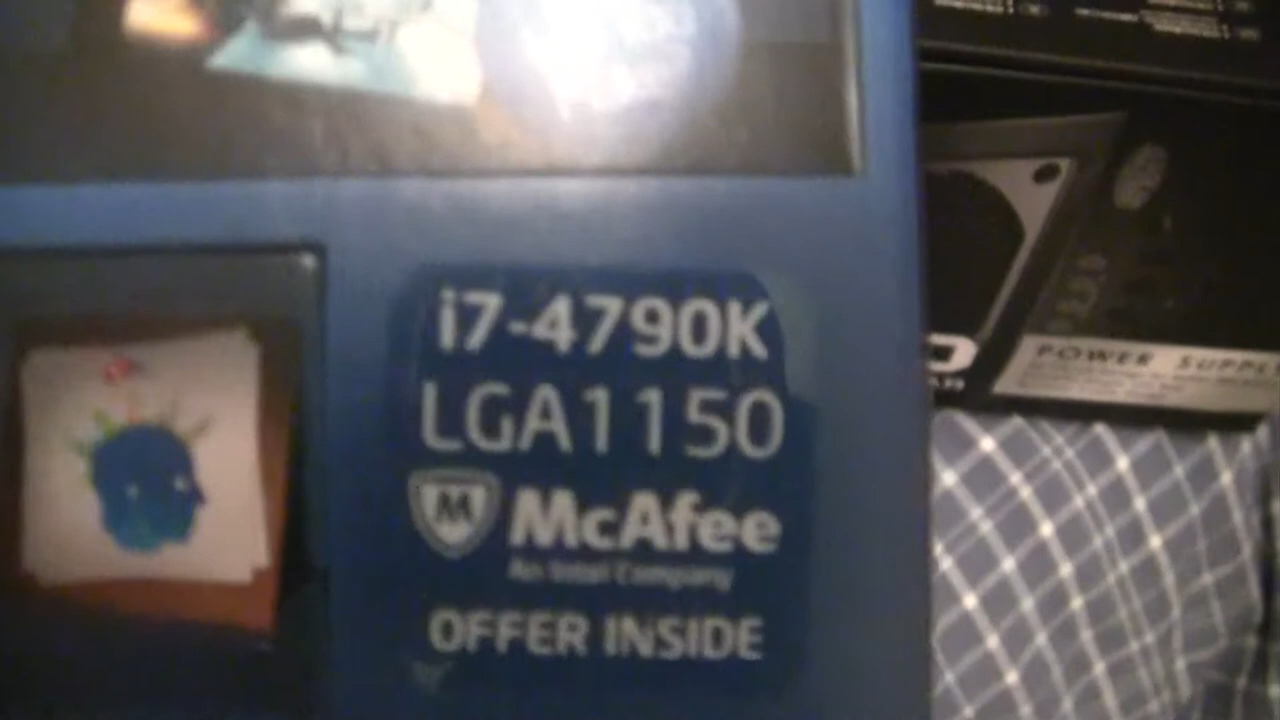 i7-4790K
LGA1150
M McAfee
An Intel Company
OFFER INSIDE
POWER SUPPLY